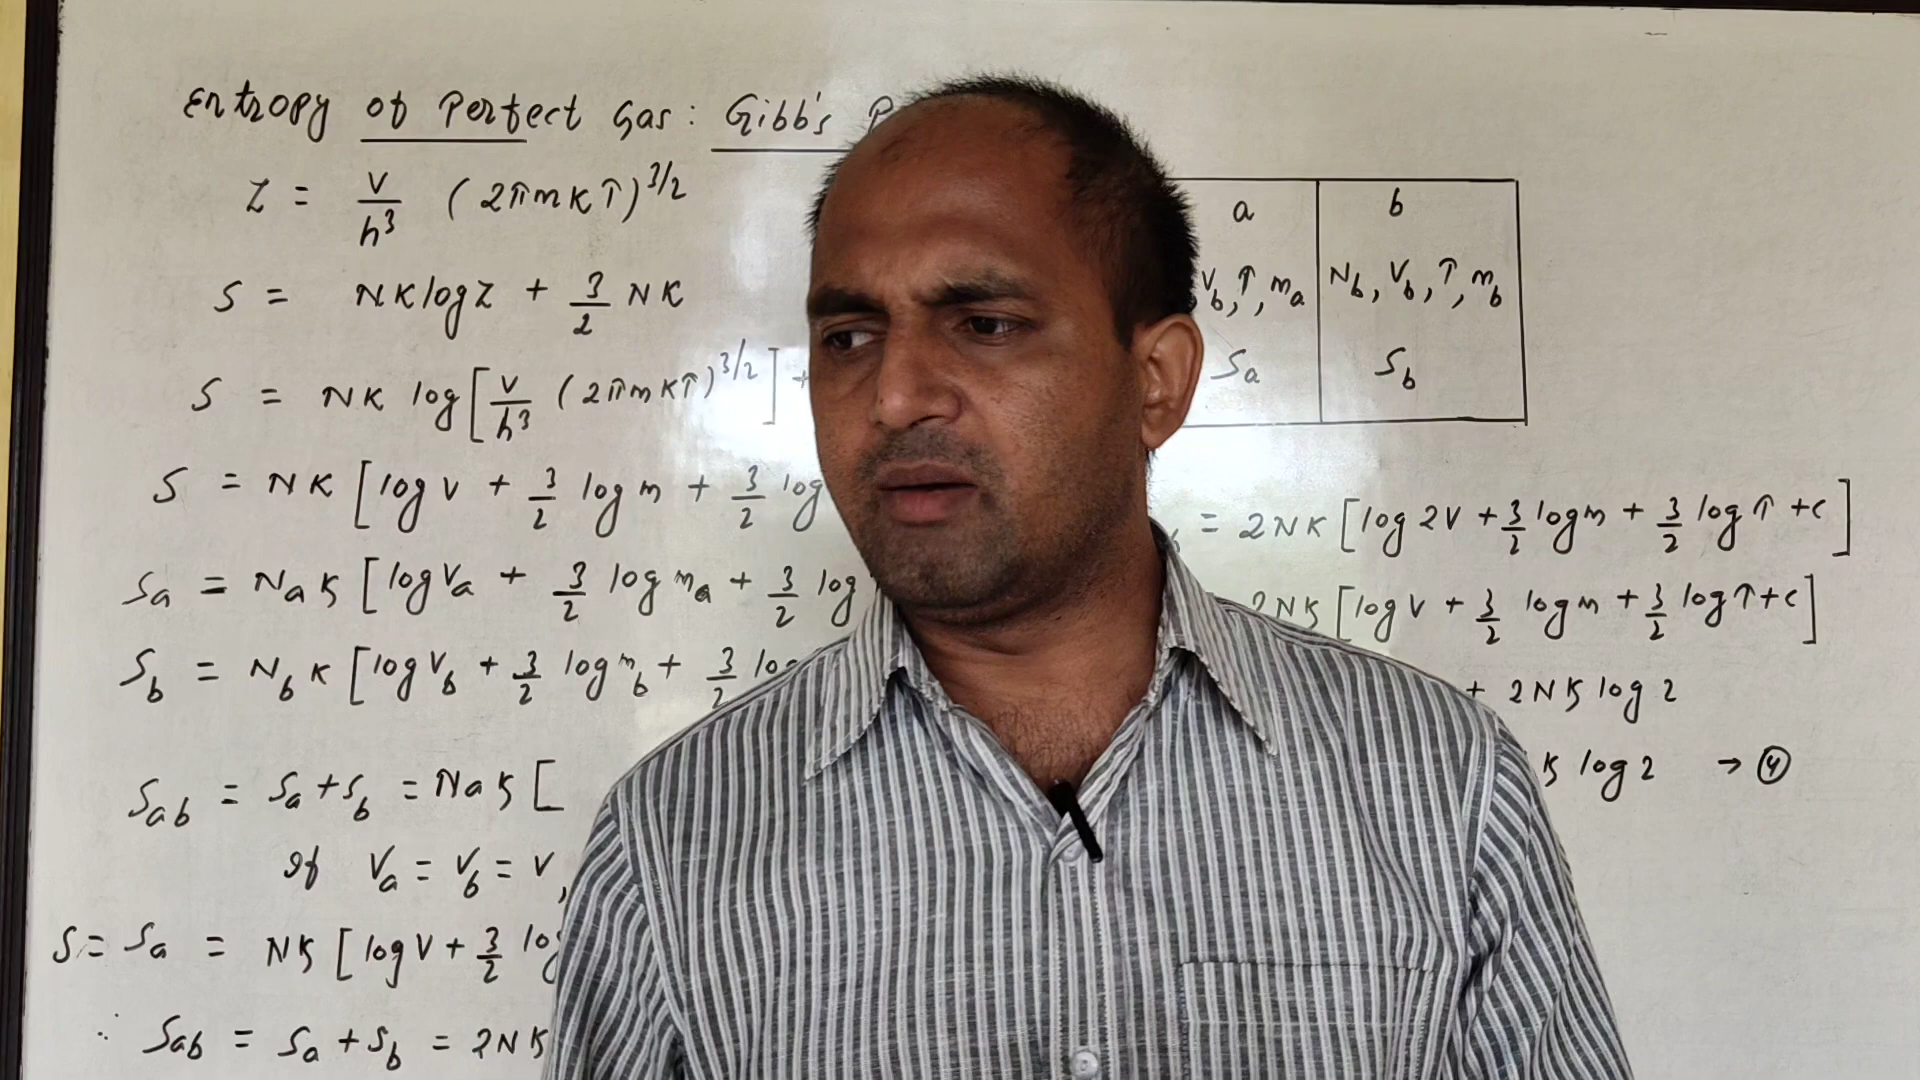 Entropy of Perfect Gas: Gibb's P
Z = V/h³ (2πmKT)^3/2
S = NK log Z + 3/2 NK
S = NK log [V/h³ (2πmKT)^3/2] +
S = NK [log V + 3/2 log m + 3/2 log
Sa = NaK [log Va + 3/2 log ma + 3/2 log
Sb = NbK [log Vb + 3/2 log mb + 3/2 log
Sab = Sa + Sb = NaK [
If Va = Vb = V,
S = Sa = NK [log V + 3/2 log
∴ Sab = Sa + Sb = 2NK
a b
Vb, T, ma Nb, Vb, T, mb
Sa Sb
= 2NK [log 2V + 3/2 log m + 3/2 log T + C]
2NK [log V + 3/2 log m + 3/2 log T + C]
+ 2NK log 2
K log 2 → ④